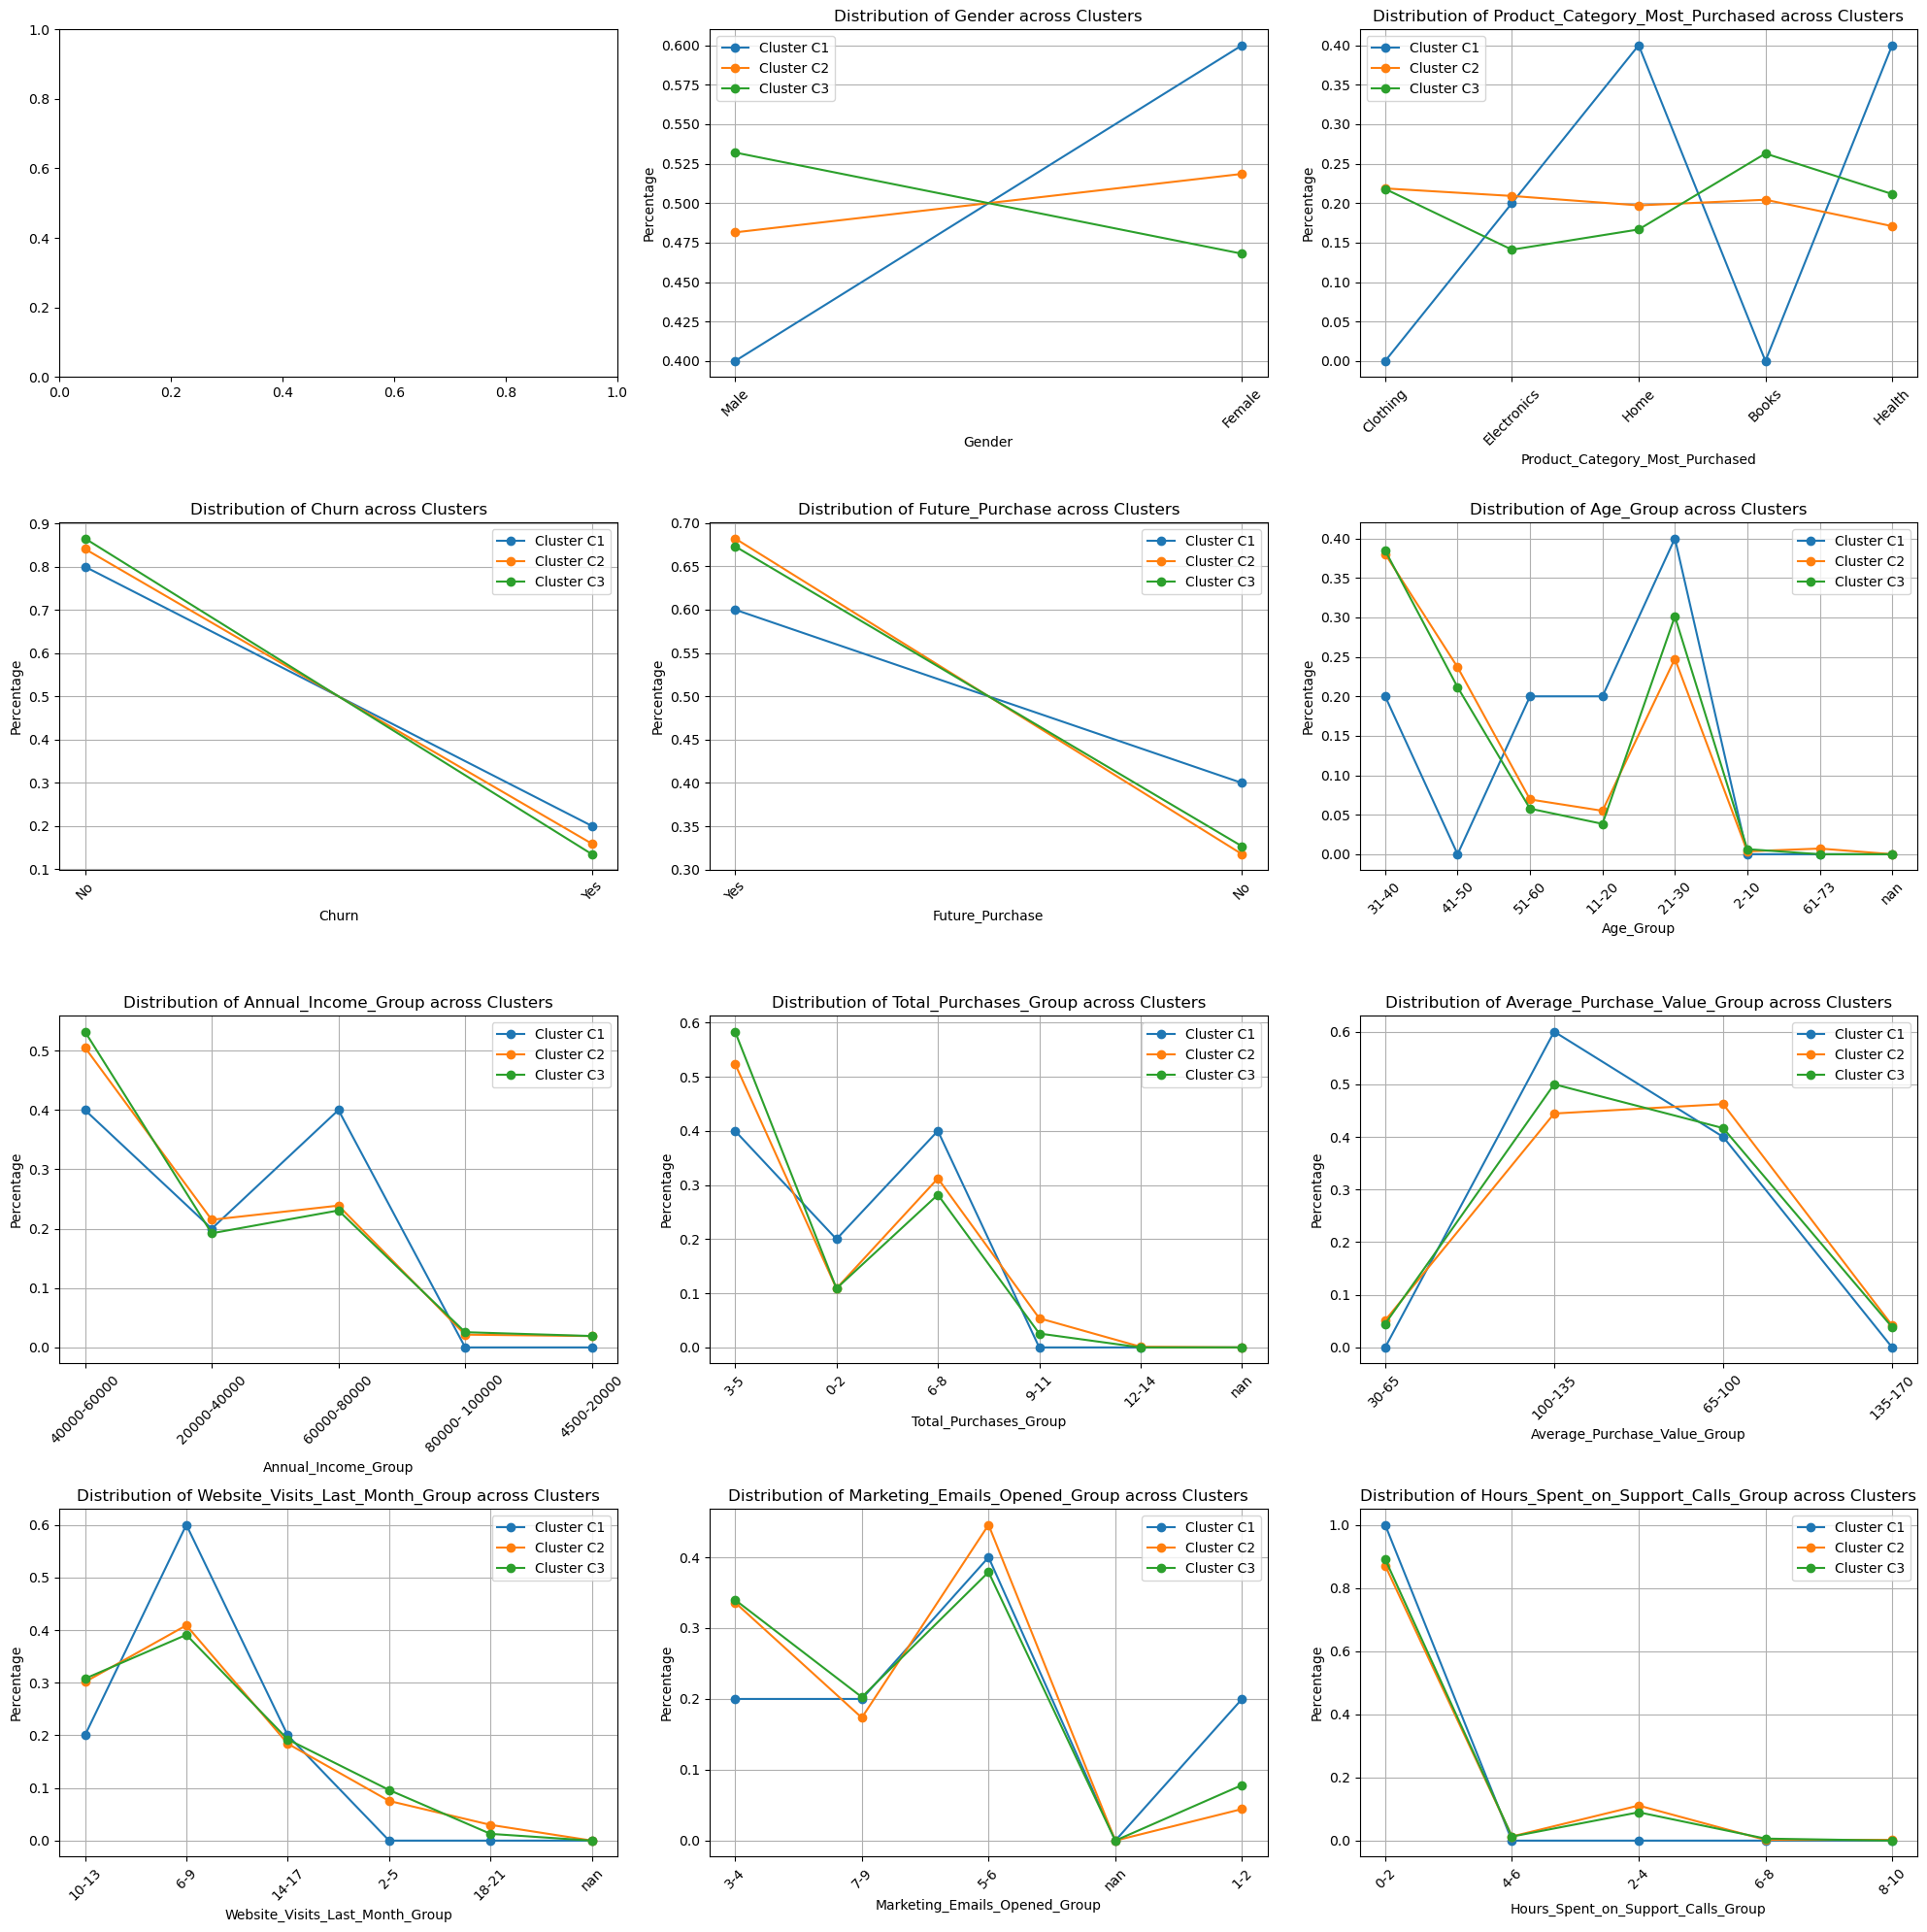 1.0
0.8
0.6
0.4
0.2
0.0
0.0 0.2 0.4 0.6 0.8 1.0
Distribution of Gender across Clusters
Cluster C1
Cluster C2
Cluster C3
0.600
0.575
0.550
0.525
0.500
0.475
0.450
0.425
0.400
Percentage
Male Female
Gender
Distribution of Product_Category_Most_Purchased across Clusters
Cluster C1
Cluster C2
Cluster C3
0.40
0.35
0.30
0.25
0.20
0.15
0.10
0.05
0.00
Percentage
Clothing Electronics Home Books Health
Product_Category_Most_Purchased
Distribution of Churn across Clusters
Cluster C1
Cluster C2
Cluster C3
0.9
0.8
0.7
0.6
0.5
0.4
0.3
0.2
0.1
Percentage
No Yes
Churn
Distribution of Future_Purchase across Clusters
Cluster C1
Cluster C2
Cluster C3
0.70
0.65
0.60
0.55
0.50
0.45
0.40
0.35
0.30
Percentage
Yes No
Future_Purchase
Distribution of Age_Group across Clusters
Cluster C1
Cluster C2
Cluster C3
0.40
0.35
0.30
0.25
0.20
0.15
0.10
0.05
0.00
Percentage
31-40 41-50 51-60 11-20 21-30 2-10 61-73 nan
Age_Group
Distribution of Annual_Income_Group across Clusters
Cluster C1
Cluster C2
Cluster C3
0.5
0.4
0.3
0.2
0.1
0.0
Percentage
40000-60000 20000-40000 60000-80000 80000- 100000 4500-20000
Annual_Income_Group
Distribution of Total_Purchases_Group across Clusters
Cluster C1
Cluster C2
Cluster C3
0.6
0.5
0.4
0.3
0.2
0.1
0.0
Percentage
3-5 0-2 6-8 9-11 12-14 nan
Total_Purchases_Group
Distribution of Average_Purchase_Value_Group across Clusters
Cluster C1
Cluster C2
Cluster C3
0.6
0.5
0.4
0.3
0.2
0.1
0.0
Percentage
30-65 100-135 65-100 135-170
Average_Purchase_Value_Group
Distribution of Website_Visits_Last_Month_Group across Clusters
Cluster C1
Cluster C2
Cluster C3
0.6
0.5
0.4
0.3
0.2
0.1
0.0
Percentage
10-13 6-9 14-17 2-5 18-21 nan
Website_Visits_Last_Month_Group
Distribution of Marketing_Emails_Opened_Group across Clusters
Cluster C1
Cluster C2
Cluster C3
0.4
0.3
0.2
0.1
0.0
Percentage
3-4 7-9 5-6 nan 1-2
Marketing_Emails_Opened_Group
Distribution of Hours_Spent_on_Support_Calls_Group across Clusters
Cluster C1
Cluster C2
Cluster C3
1.0
0.8
0.6
0.4
0.2
0.0
Percentage
0-2 4-6 2-4 6-8 8-10
Hours_Spent_on_Support_Calls_Group